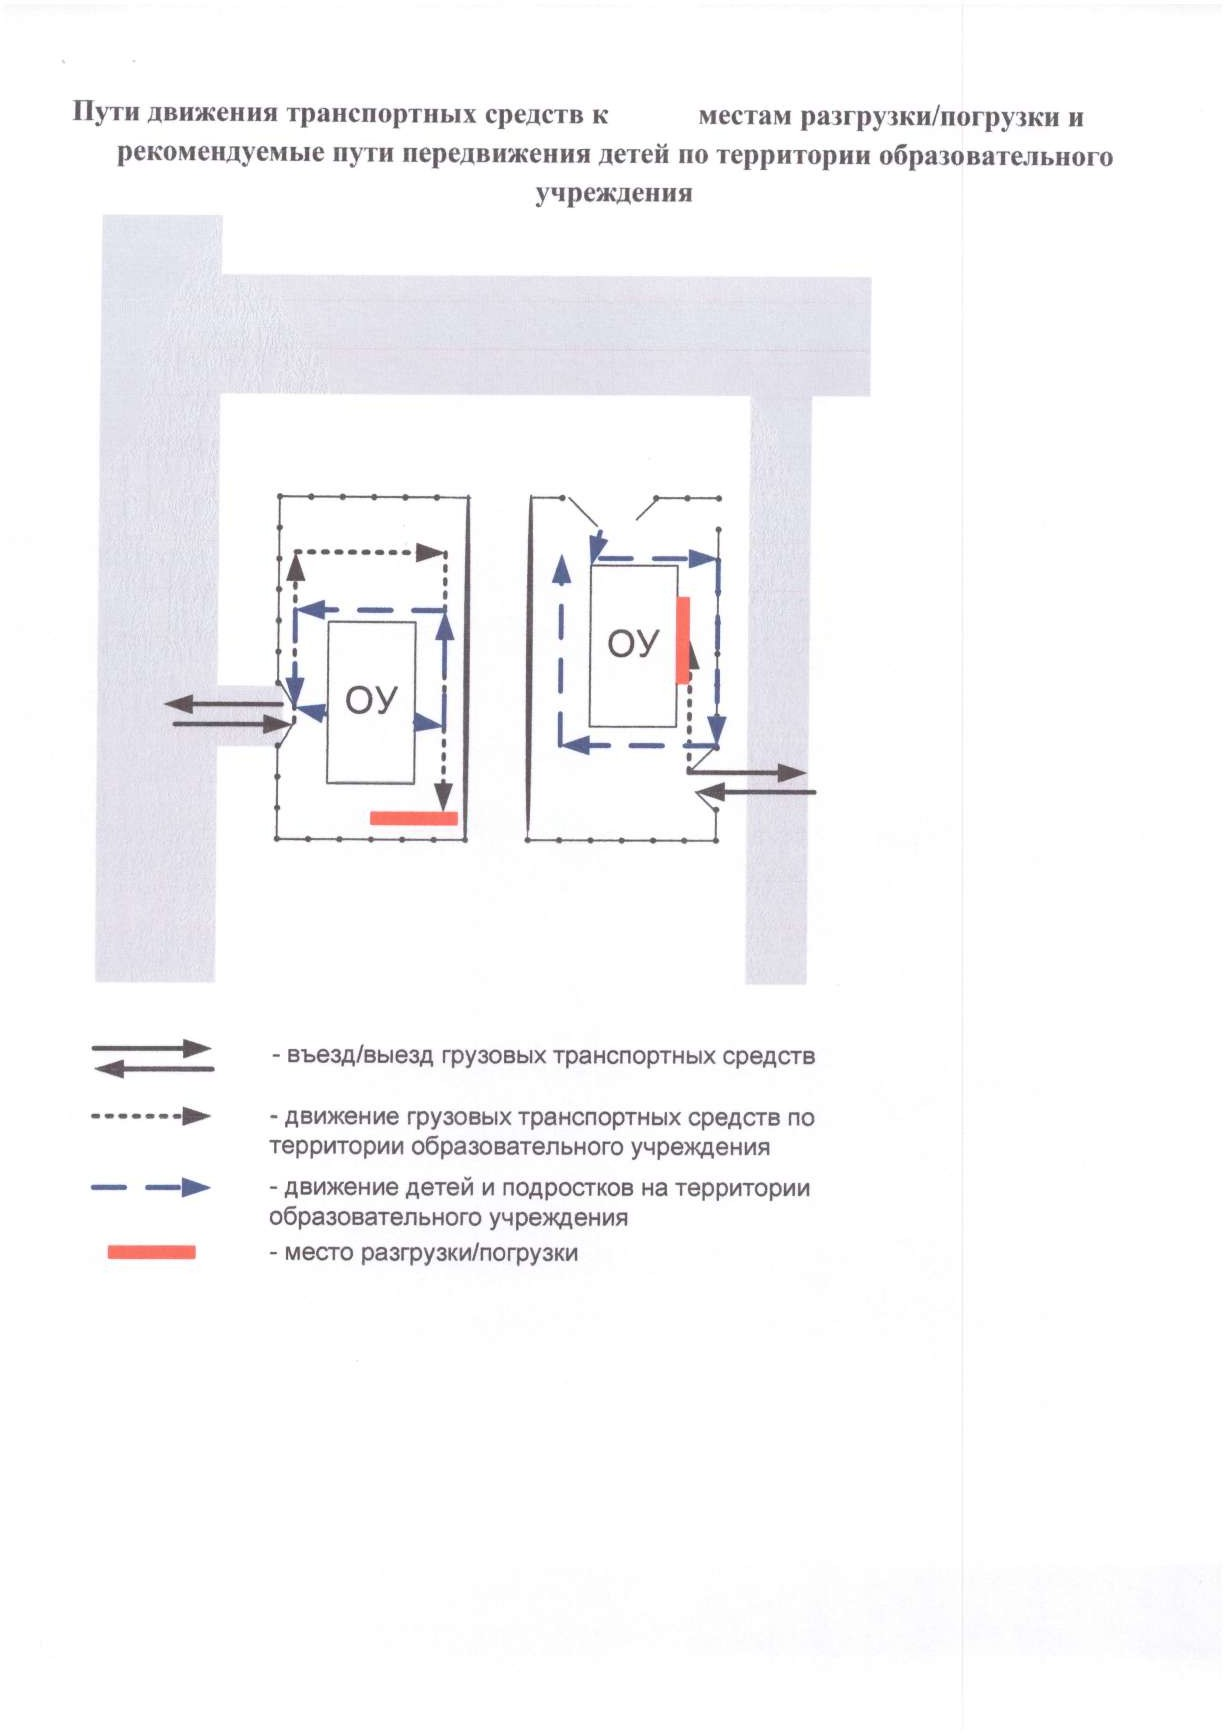 Пути движения транспортных средств к местам разгрузки/погрузки и
рекомендуемые пути передвижения детей по территории образовательного
учреждения
ОУ
ОУ
- въезд/выезд грузовых транспортных средств
- движение грузовых транспортных средств по
территории образовательного учреждения
- движение детей и подростков на территории
образовательного учреждения
- место разгрузки/погрузки